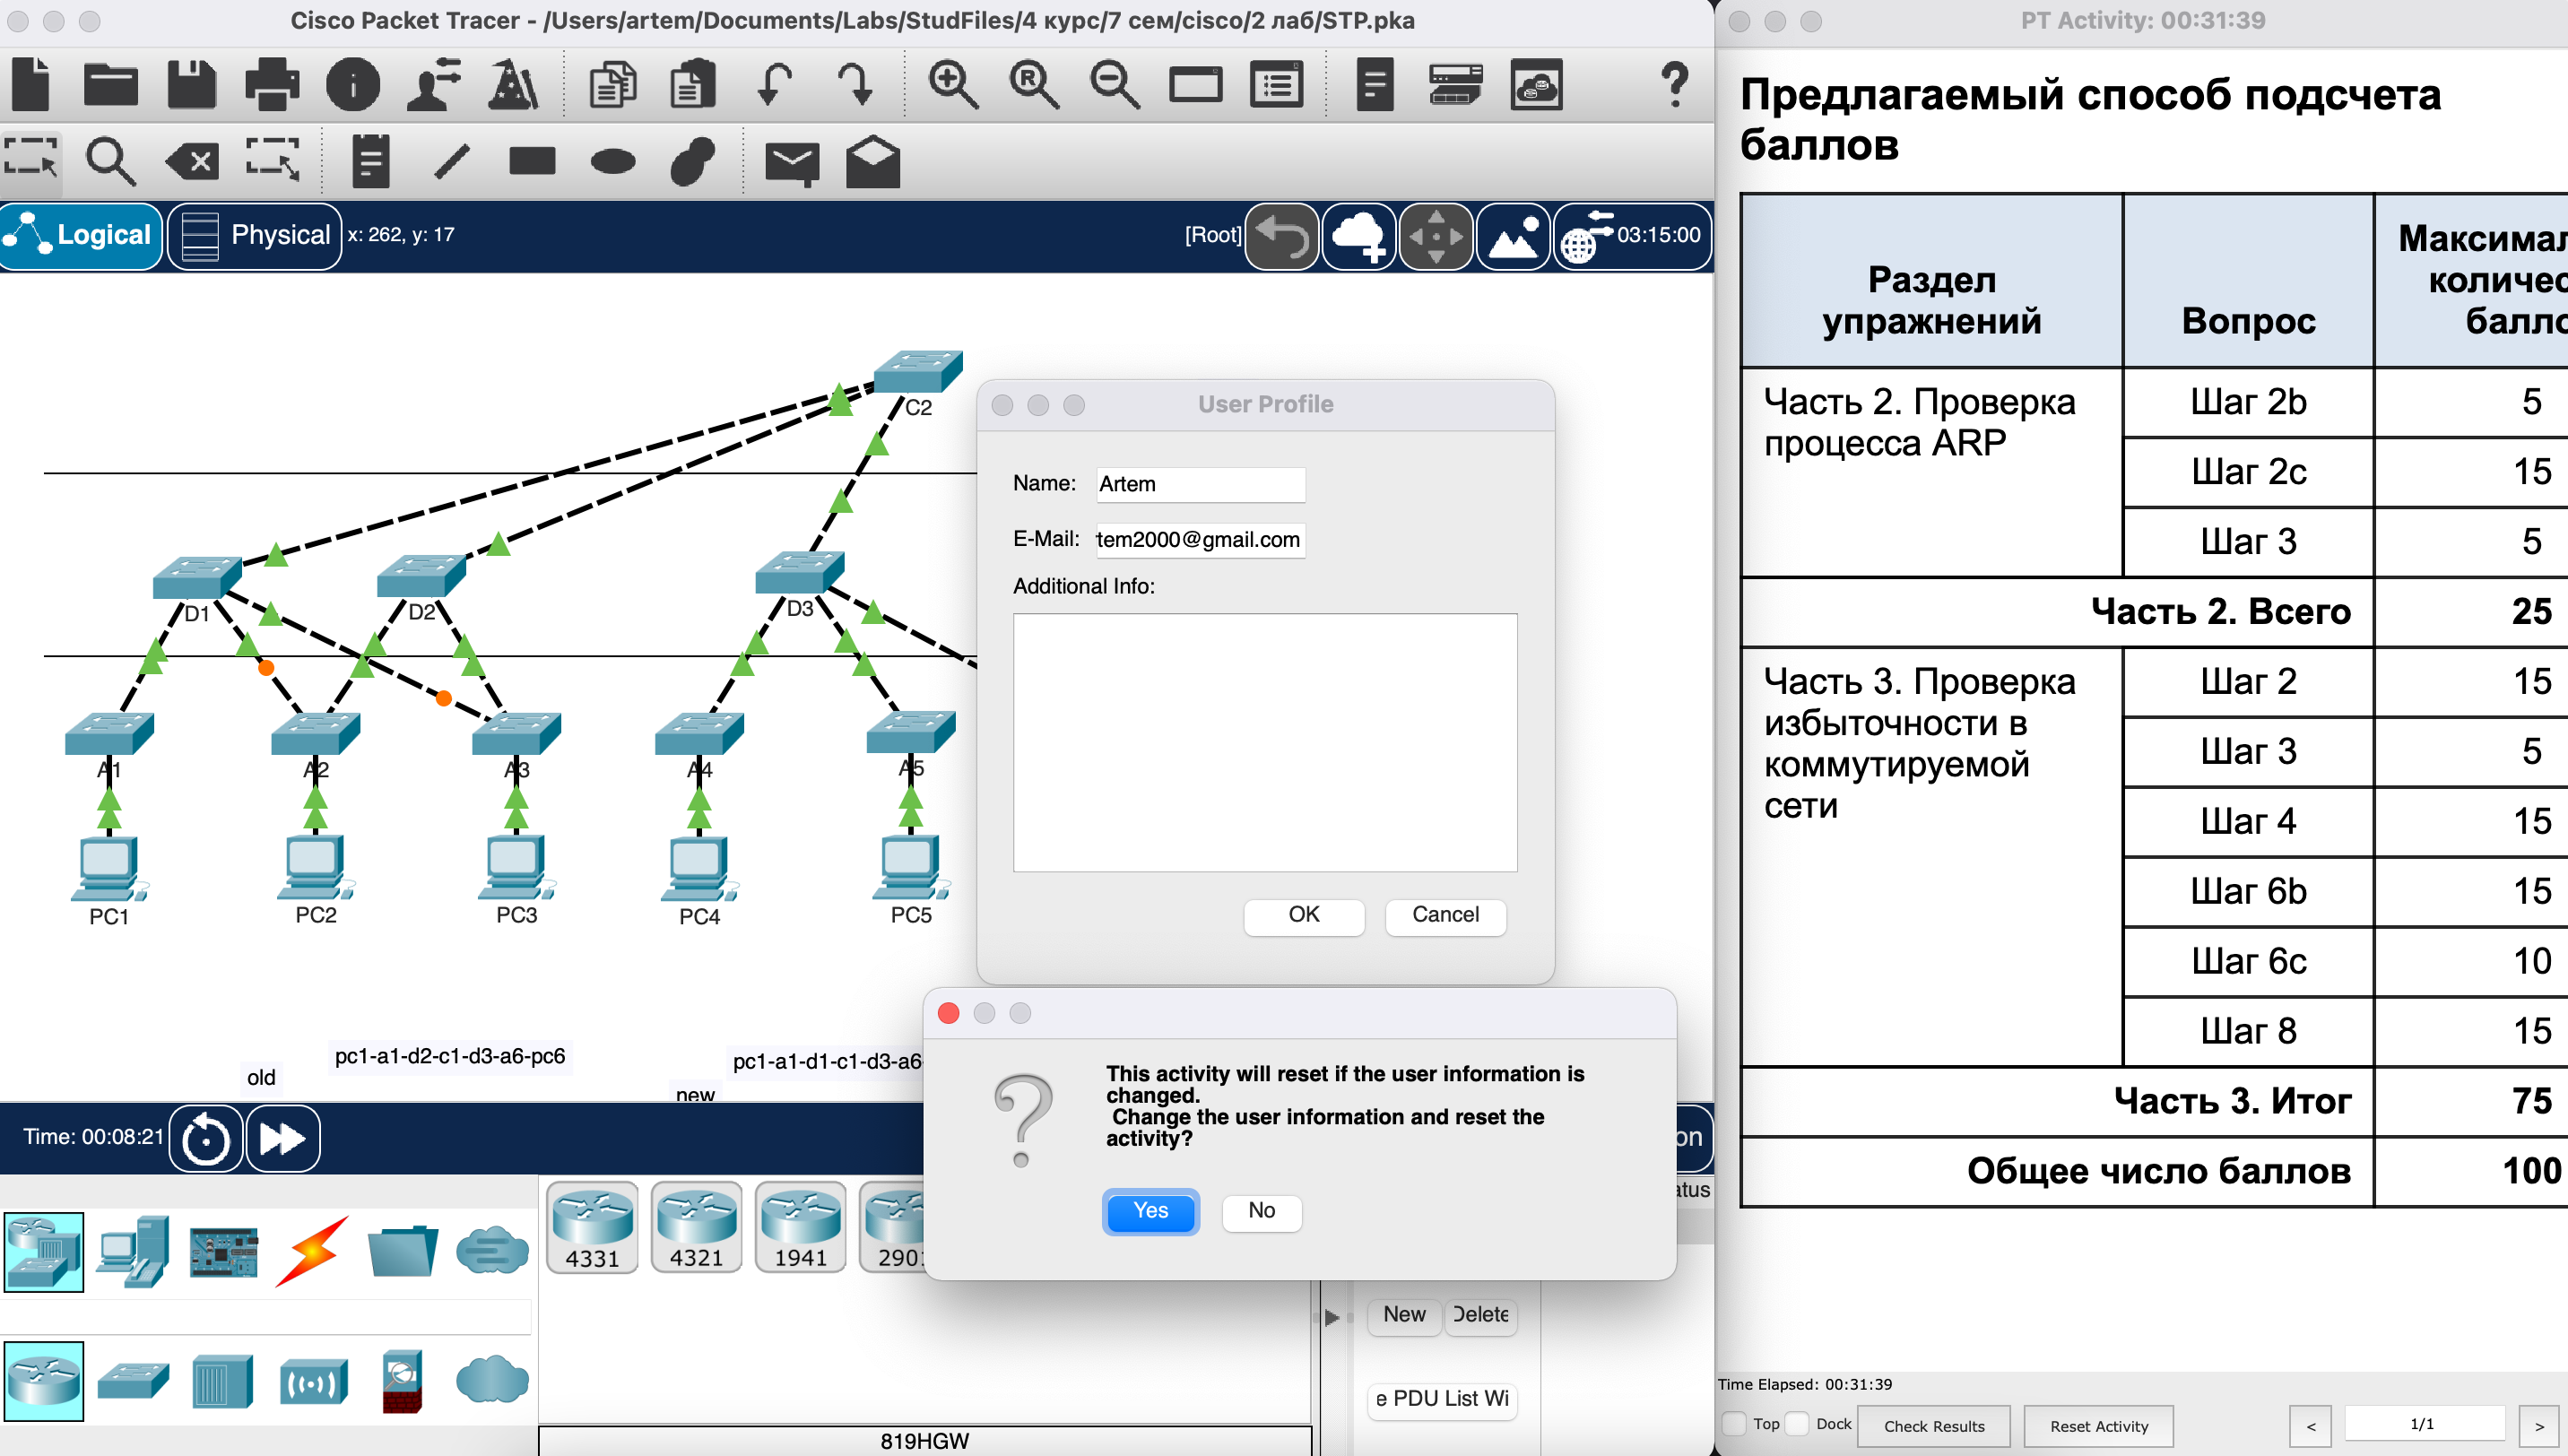 Cisco Packet Tracer - /Users/artem/Documents/Labs/StudFiles/4 курс/7 сем/cisco/2 лаб/STP.pka
PT Activity: 00:31:39
Logical
Physical
x: 262, y: 17
[Root]
03:15:00
C2
D1
D2
D3
A1
A2
A3
A4
A5
PC1
PC2
PC3
PC4
PC5
pc1-a1-d2-c1-d3-a6-pc6
old
pc1-a1-d1-c1-d3-a6
new
User Profile
Name:
Artem
E-Mail:
tem2000@gmail.com
Additional Info:
OK
Cancel
This activity will reset if the user information is
changed.
Change the user information and reset the
activity?
Yes
No
Time: 00:08:21
4331
4321
1941
290
on
atus
New
Delete
e PDU List Wi
819HGW
Предлагаемый способ подсчета
баллов
Раздел
упражнений
Вопрос
Максимал
количес
балло
Часть 2. Проверка
процесса ARP
Шаг 2b
5
Шаг 2c
15
Шаг 3
5
Часть 2. Всего
25
Часть 3. Проверка
избыточности в
коммутируемой
сети
Шаг 2
15
Шаг 3
5
Шаг 4
15
Шаг 6b
15
Шаг 6c
10
Шаг 8
15
Часть 3. Итог
75
Общее число баллов
100
Time Elapsed: 00:31:39
Top
Dock
Check Results
Reset Activity
<
1/1
>